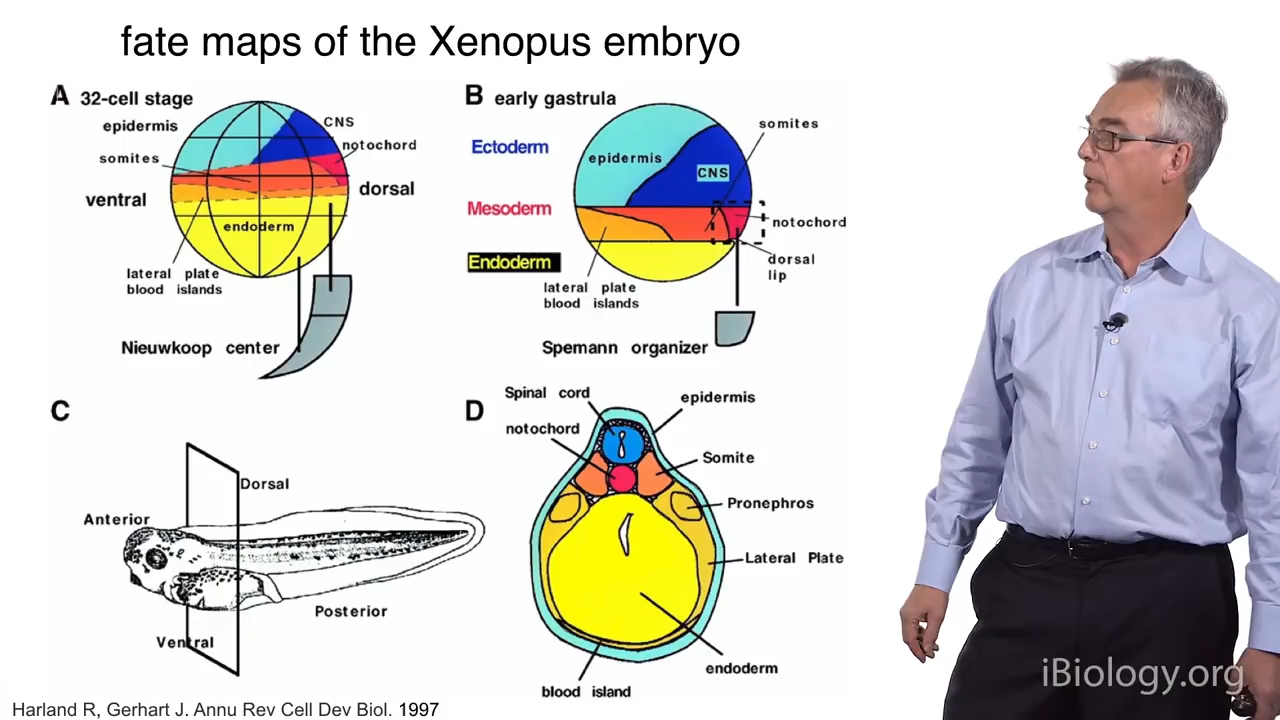 fate maps of the Xenopus embryo
A 32-cell stage
epidermis
CNS
notochord
somites
ventral
dorsal
endoderm
lateral plate
blood islands
Nieuwkoop center
B early gastrula
somites
Ectoderm
epidermis
CNS
Mesoderm
notochord
Endoderm
dorsal
lip
lateral plate
blood islands
Spemann organizer
C
Dorsal
Anterior
Posterior
Ventral
D
Spinal cord
epidermis
notochord
Somite
Pronephros
Lateral Plate
endoderm
blood island
Harland R, Gerhart J. Annu Rev Cell Dev Biol. 1997
iBiology.org